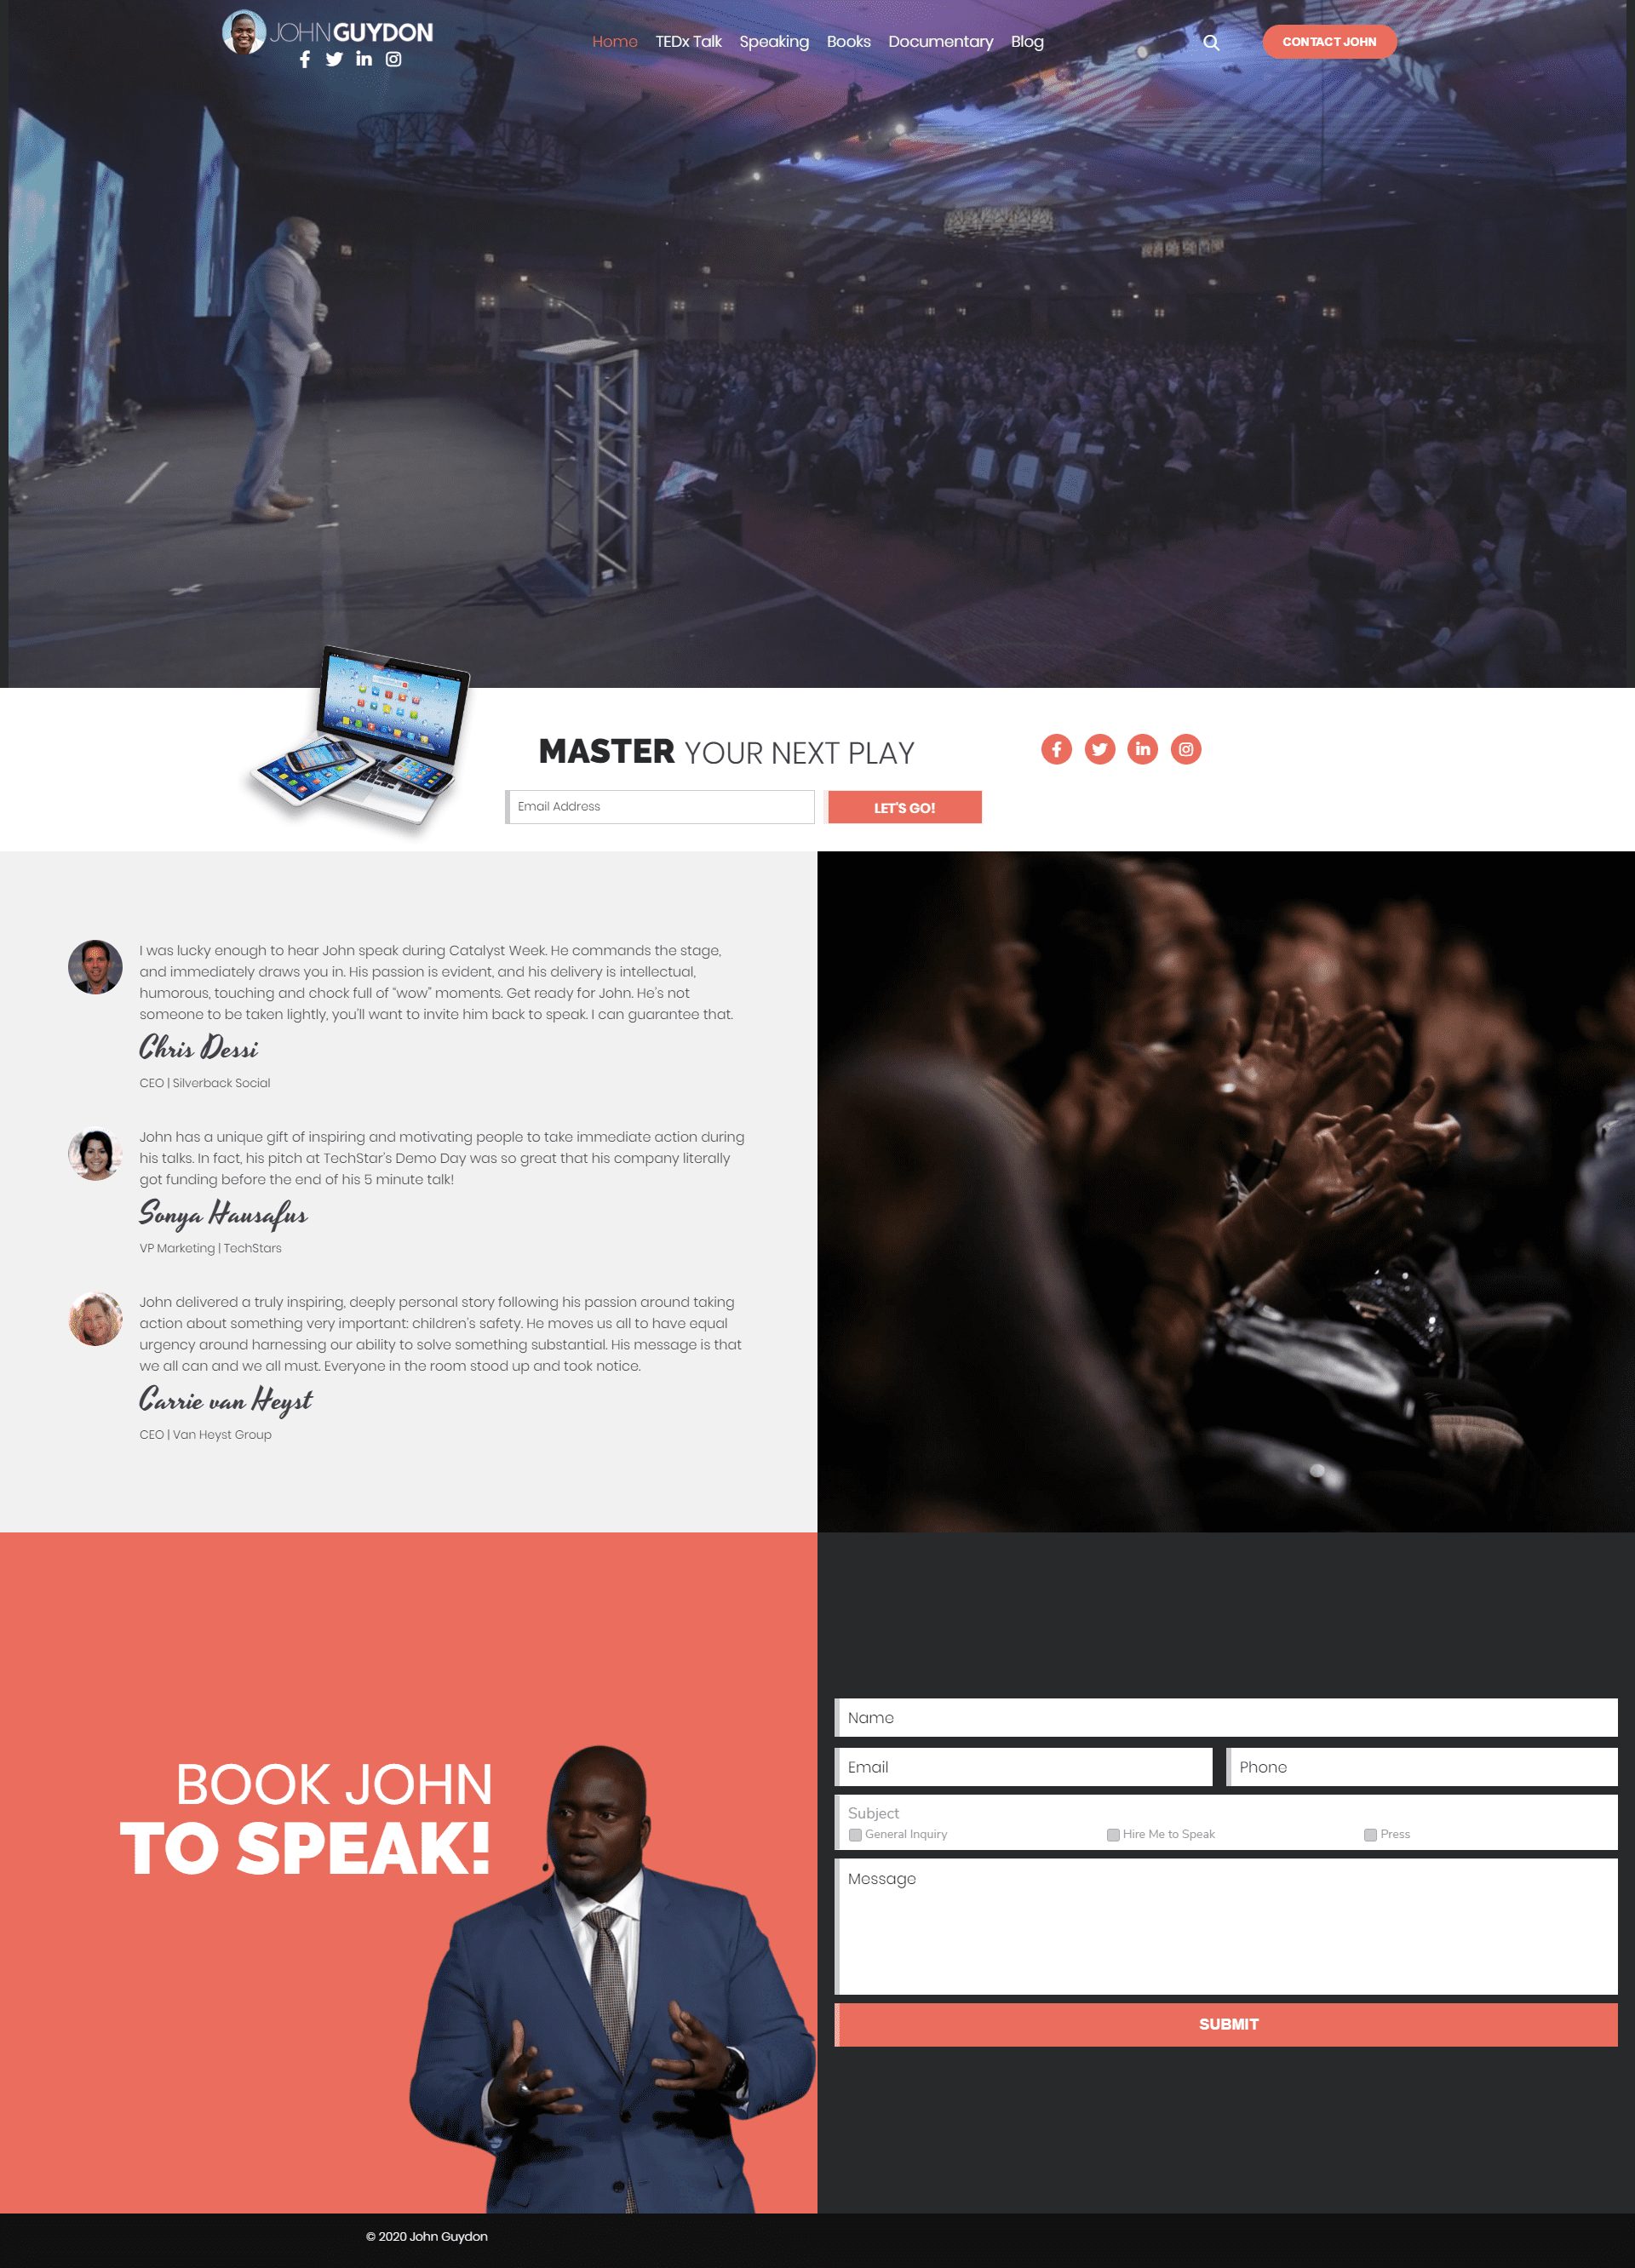 JOHNGUYDON
Home TEDx Talk Speaking Books Documentary Blog
CONTACT JOHN
MASTER YOUR NEXT PLAY
Email Address
LET'S GO!
I was lucky enough to hear John speak during Catalyst Week. He commands the stage,
and immediately draws you in. His passion is evident, and his delivery is intellectual,
humorous, touching and chock full of “wow” moments. Get ready for John. He’s not
someone to be taken lightly, you’ll want to invite him back to speak. I can guarantee that.
Chris Dessi
CEO | Silverback Social
John has a unique gift of inspiring and motivating people to take immediate action during
his talks. In fact, his pitch at TechStar’s Demo Day was so great that his company literally
got funding before the end of his 5 minute talk!
Sonya Hausafus
VP Marketing | TechStars
John delivered a truly inspiring, deeply personal story following his passion around taking
action about something very important: children’s safety. He moves us all to have equal
urgency around harnessing our ability to solve something substantial. His message is that
we all can and we all must. Everyone in the room stood up and took notice.
Carrie van Heyst
CEO | Van Heyst Group
BOOK JOHN
TO SPEAK!
Name
Email
Phone
Subject
General Inquiry
Hire Me to Speak
Press
Message
SUBMIT
© 2020 John Guydon